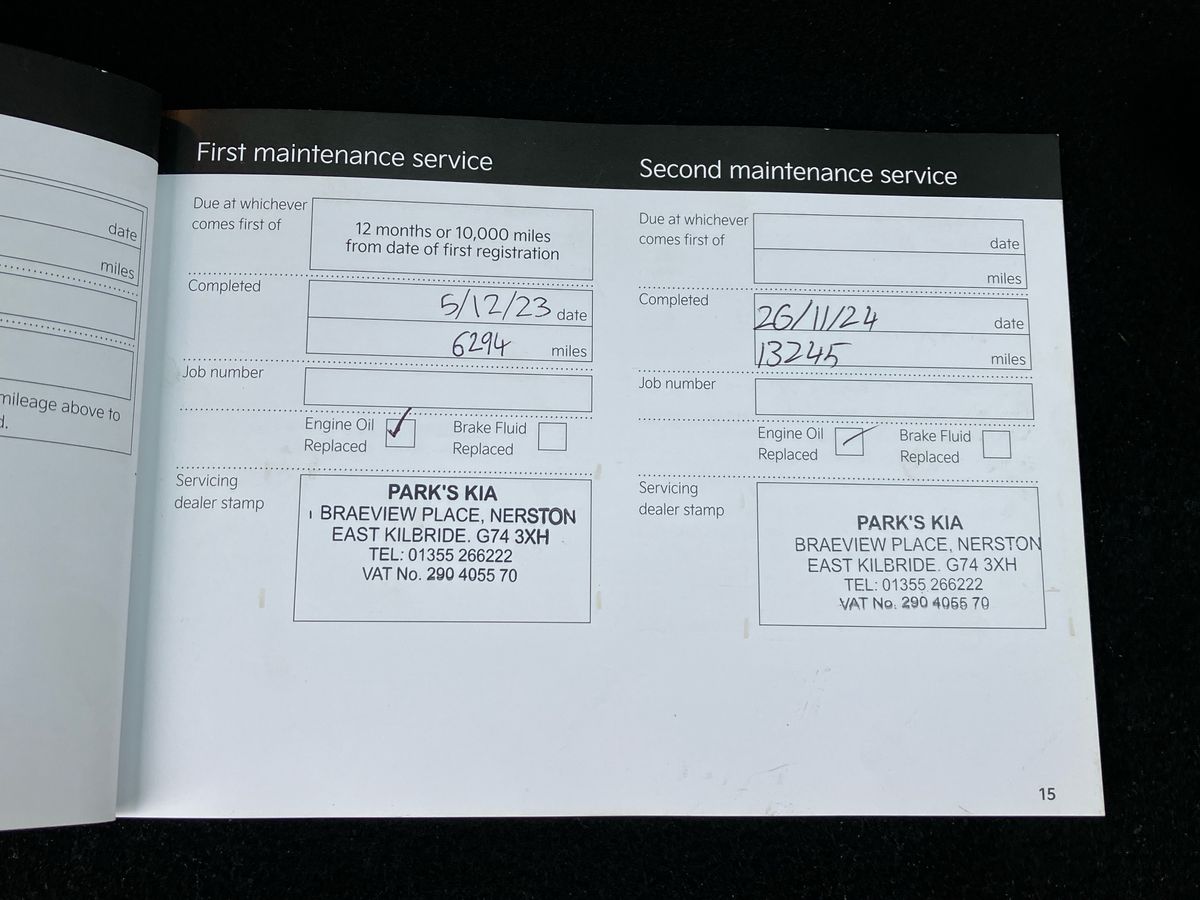 date
miles
mileage above to
d.
First maintenance service
Due at whichever
comes first of
12 months or 10,000 miles
from date of first registration
Completed
5/12/23 date
6294 miles
Job number
Engine Oil
Replaced
Brake Fluid
Replaced
Servicing
dealer stamp
PARK'S KIA
BRAEVIEW PLACE, NERSTON
EAST KILBRIDE. G74 3XH
TEL: 01355 266222
VAT No. 290 4055 70
Second maintenance service
Due at whichever
comes first of
date
miles
Completed
26/11/24 date
13245 miles
Job number
Engine Oil
Replaced
Brake Fluid
Replaced
Servicing
dealer stamp
PARK'S KIA
BRAEVIEW PLACE, NERSTON
EAST KILBRIDE. G74 3XH
TEL: 01355 266222
VAT No. 290 4055 70
15